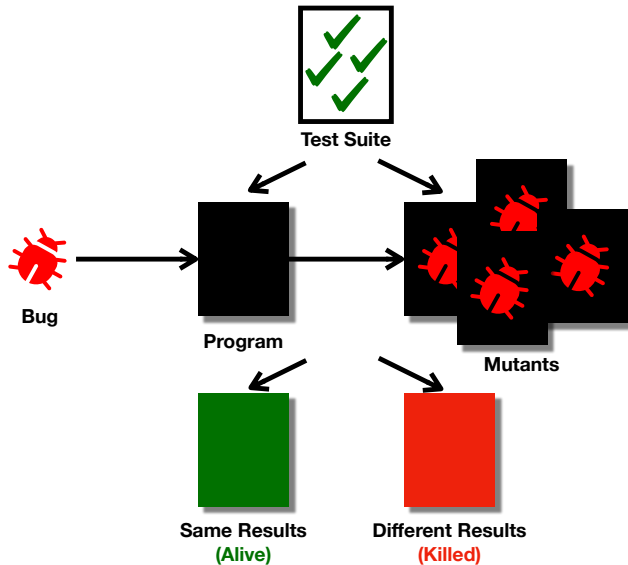 Test Suite
Bug
Program
Mutants
Same Results
(Alive)
Different Results
(Killed)